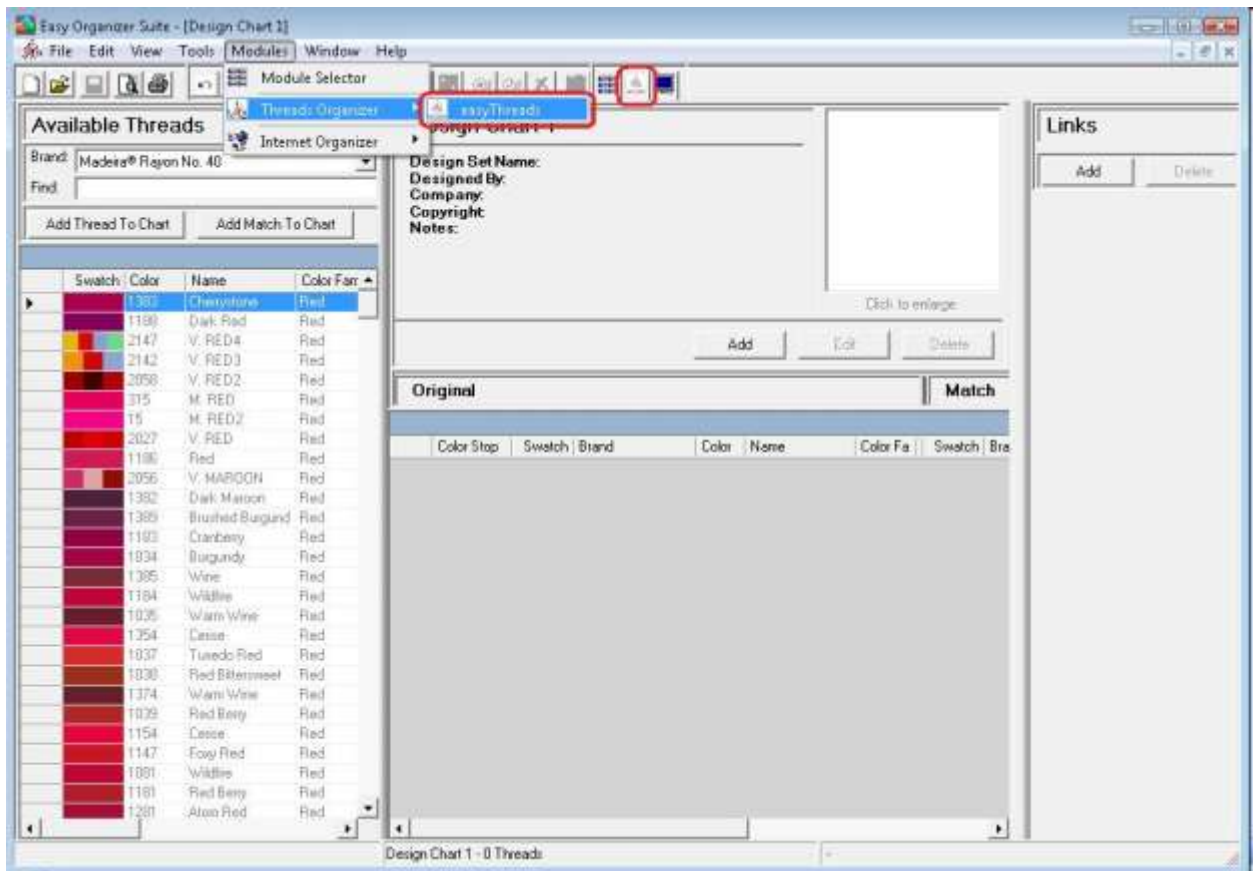 Easy Organizer Suite - [Design Chart 1]
File Edit View Tools Modules Window Help
Module Selector
Threads Organizer
easyThreads
Internet Organizer
Available Threads
Brand: Madeira® Rayon No. 40
Find:
Add Thread To Chart Add Match To Chart
Swatch Color Name Color Fam
1383 Cherrystone Red
1188 Dark Red Red
2147 V. RED4 Red
2142 V. RED3 Red
2058 V. RED2 Red
315 M. RED Red
15 M. RED2 Red
2027 V. RED Red
1186 Red Red
2056 V. MAROON Red
1382 Dark Maroon Red
1389 Brushed Burgund Red
1183 Cranberry Red
1034 Burgundy Red
1385 Wine Red
1184 Wildfire Red
1035 Warm Wine Red
1354 Cerise Red
1037 Tuxedo Red Red
1038 Red Bittersweet Red
1374 Warm Wine Red
1039 Red Berry Red
1154 Cerise Red
1147 Foxy Red Red
1081 Wildfire Red
1181 Red Berry Red
1281 Red
Design Chart 1
Design Set Name:
Designed By:
Company:
Copyright:
Notes:
Click to enlarge
Add Edit Delete
Original Match
Color Stop Swatch Brand Color Name Color Fa Swatch Bra
Links
Add Delete
Design Chart 1 - 0 Threads